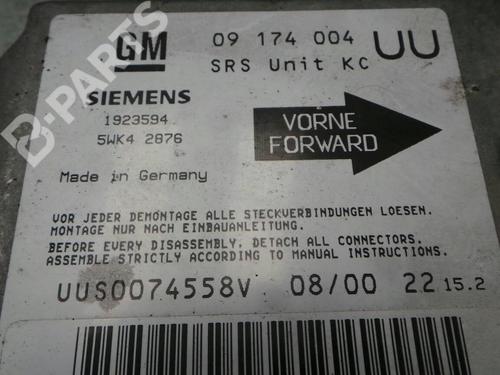 GM 09 174 004 UU
SRS Unit KC
SIEMENS
1923594
5WK4 2876
VORNE
FORWARD
Made in Germany
VOR JEDER DEMONTAGE ALLE STECKVERBINDUNGEN LOESEN.
MONTAGE NUR NACH EINBAUANLEITUNG.
BEFORE EVERY DISASSEMBLY, DETACH ALL CONNECTORS.
ASSEMBLE STRICTLY ACCORDING TO MANUAL INSTRUCTIONS.
UUS0074558V 08/00 22 15.2
B-PARTS